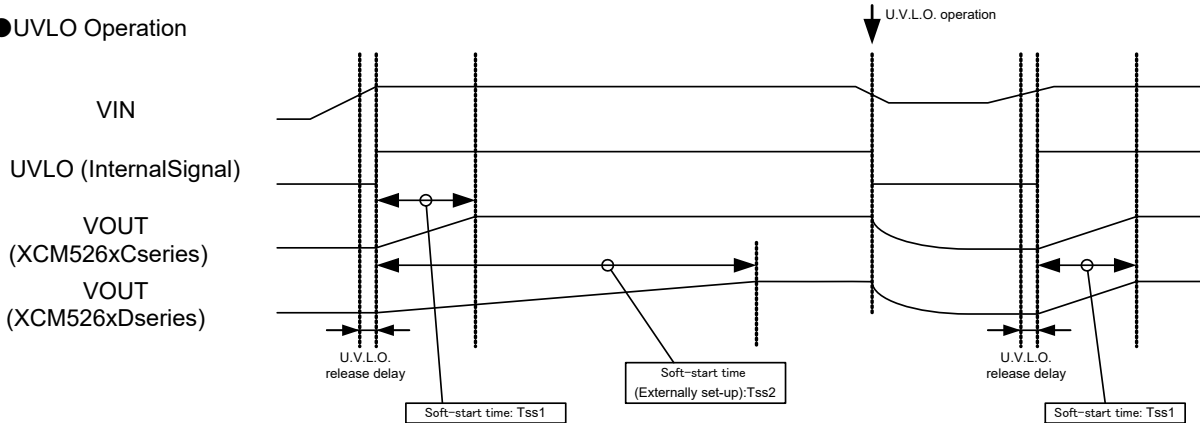 ●UVLO Operation
U.V.L.O. operation
VIN
UVLO (InternalSignal)
VOUT
(XCM526xCseries)
VOUT
(XCM526xDseries)
U.V.L.O.
release delay
U.V.L.O.
release delay
Soft-start time
(Externally set-up):Tss2
Soft-start time: Tss1
Soft-start time: Tss1